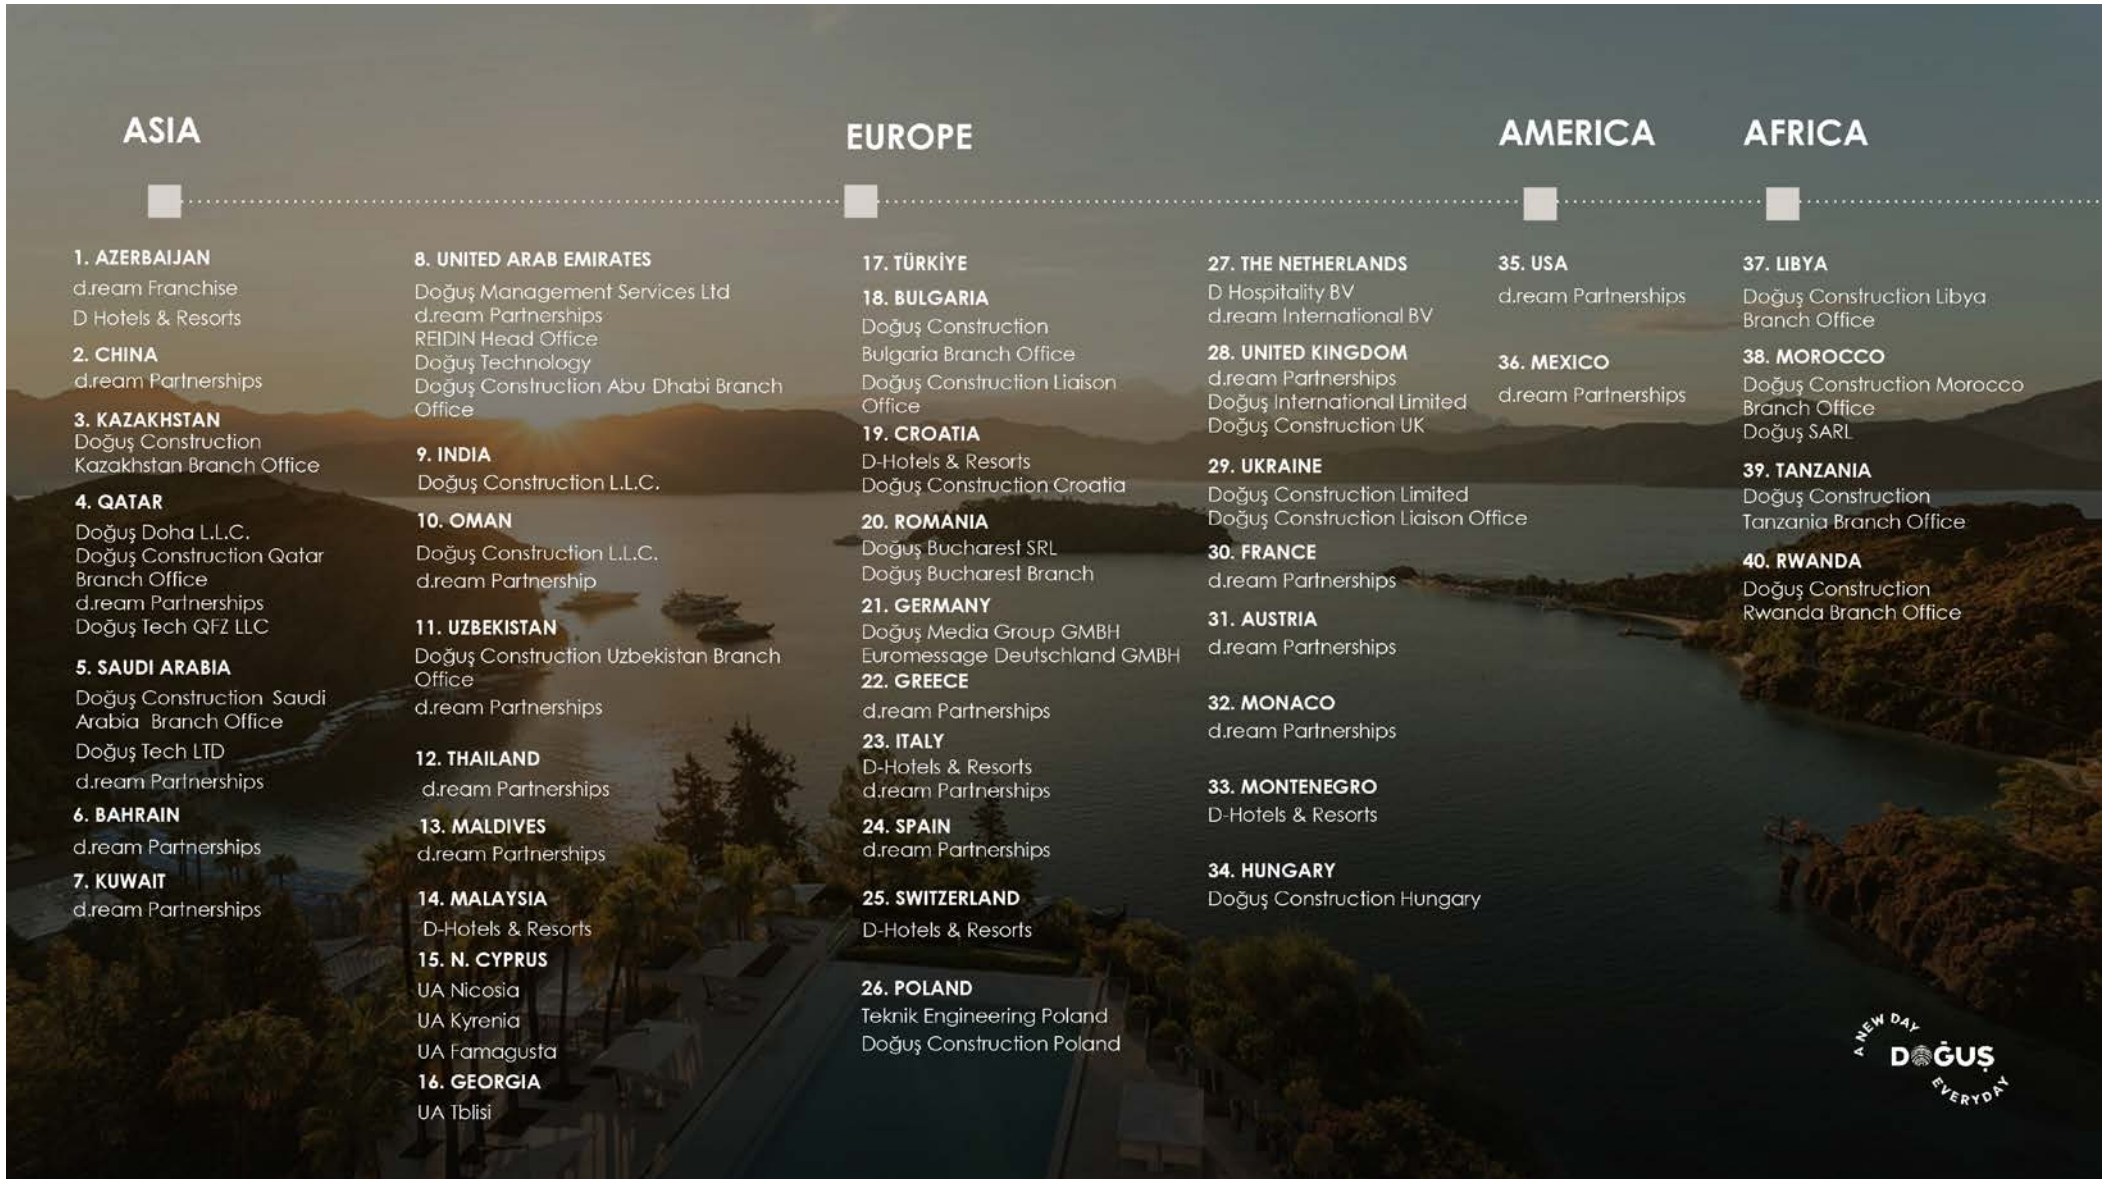 ASIA
1. AZERBAIJAN
d.ream Franchise
D Hotels & Resorts
2. CHINA
d.ream Partnerships
3. KAZAKHSTAN
Doğuş Construction
Kazakhstan Branch Office
4. QATAR
Doğuş Doha L.L.C.
Doğuş Construction Qatar
Branch Office
d.ream Partnerships
Doğuş Tech QFZ LLC
5. SAUDI ARABIA
Doğuş Construction Saudi
Arabia Branch Office
Doğuş Tech LTD
d.ream Partnerships
6. BAHRAIN
d.ream Partnerships
7. KUWAIT
d.ream Partnerships
8. UNITED ARAB EMIRATES
Doğuş Management Services Ltd
d.ream Partnerships
REIDIN Head Office
Doğuş Technology
Doğuş Construction Abu Dhabi Branch
Office
9. INDIA
Doğuş Construction L.L.C.
10. OMAN
Doğuş Construction L.L.C.
d.ream Partnership
11. UZBEKISTAN
Doğuş Construction Uzbekistan Branch
Office
d.ream Partnerships
12. THAILAND
d.ream Partnerships
13. MALDIVES
d.ream Partnerships
14. MALAYSIA
D-Hotels & Resorts
15. N. CYPRUS
UA Nicosia
UA Kyrenia
UA Famagusta
16. GEORGIA
UA Tblisi
EUROPE
17. TÜRKİYE
18. BULGARIA
Doğuş Construction
Bulgaria Branch Office
Doğuş Construction Liaison
Office
19. CROATIA
D-Hotels & Resorts
Doğuş Construction Croatia
20. ROMANIA
Doğuş Bucharest SRL
Doğuş Bucharest Branch
21. GERMANY
Doğuş Media Group GMBH
Euromessage Deutschland GMBH
22. GREECE
d.ream Partnerships
23. ITALY
D-Hotels & Resorts
d.ream Partnerships
24. SPAIN
d.ream Partnerships
25. SWITZERLAND
D-Hotels & Resorts
26. POLAND
Teknik Engineering Poland
Doğuş Construction Poland
27. THE NETHERLANDS
D Hospitality BV
d.ream International BV
28. UNITED KINGDOM
d.ream Partnerships
Doğuş International Limited
Doğuş Construction UK
29. UKRAINE
Doğuş Construction Limited
Doğuş Construction Liaison Office
30. FRANCE
d.ream Partnerships
31. AUSTRIA
d.ream Partnerships
32. MONACO
d.ream Partnerships
33. MONTENEGRO
D-Hotels & Resorts
34. HUNGARY
Doğuş Construction Hungary
AMERICA
35. USA
d.ream Partnerships
36. MEXICO
d.ream Partnerships
AFRICA
37. LIBYA
Doğuş Construction Libya
Branch Office
38. MOROCCO
Doğuş Construction Morocco
Branch Office
Doğuş SARL
39. TANZANIA
Doğuş Construction
Tanzania Branch Office
40. RWANDA
Doğuş Construction
Rwanda Branch Office
A NEW DAY
DOĞUŞ
EVERYDAY